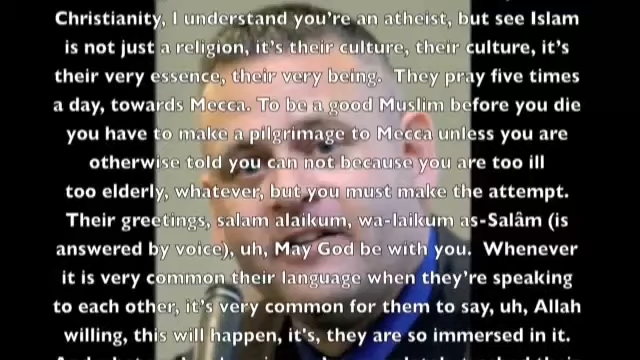 Christianity, I understand you're an atheist, but see Islam
is not just a religion, it's their culture, their culture, it's
their very essence, their very being.  They pray five times
a day, towards Mecca. To be a good Muslim before you die
you have to make a pilgrimage to Mecca unless you are
otherwise told you can not because you are too ill
too elderly, whatever, but you must make the attempt.
Their greetings, salam alaikum, wa-laikum as-Salâm (is
answered by voice), uh, May God be with you.  Whenever
it is very common their language when they're speaking
to each other, it's very common for them to say, uh, Allah
willing, this will happen, it's, they are so immersed in it.